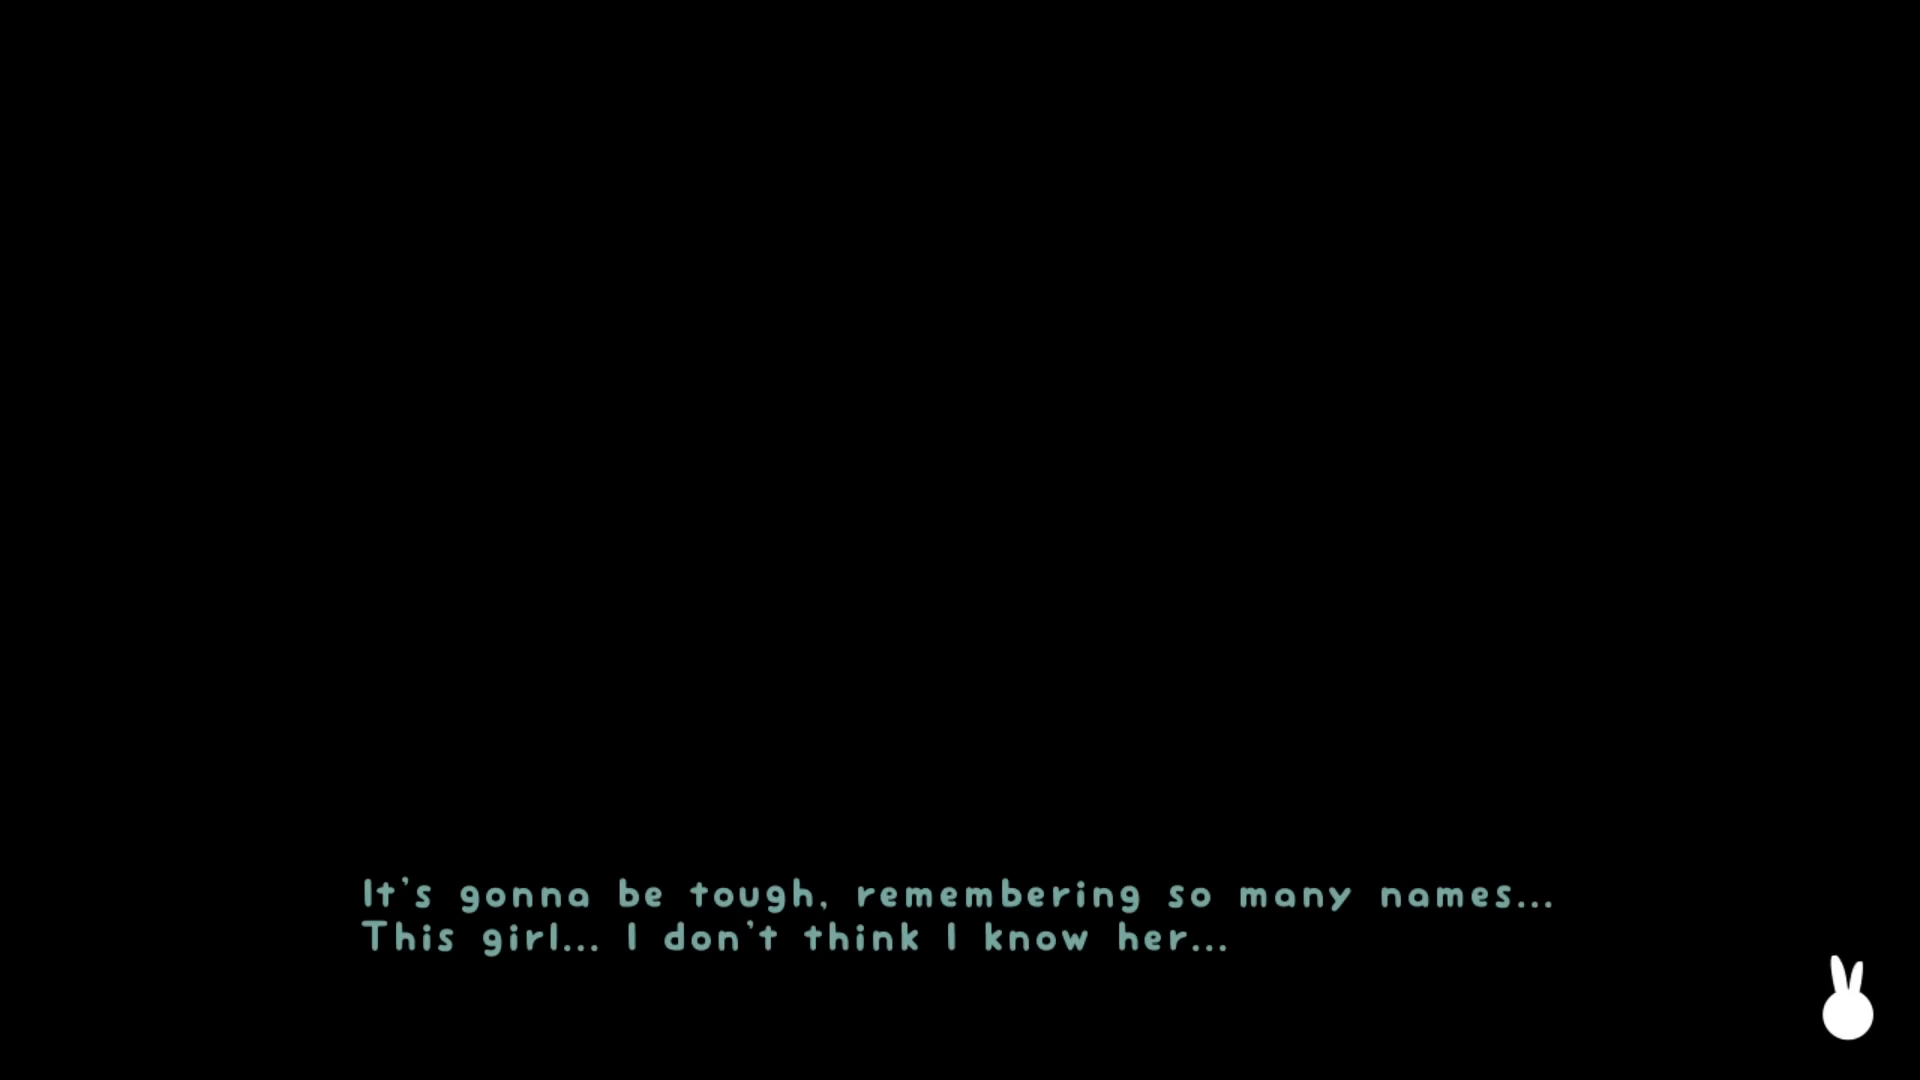 It's gonna be tough, remembering so many names...
This girl... I don't think I know her...